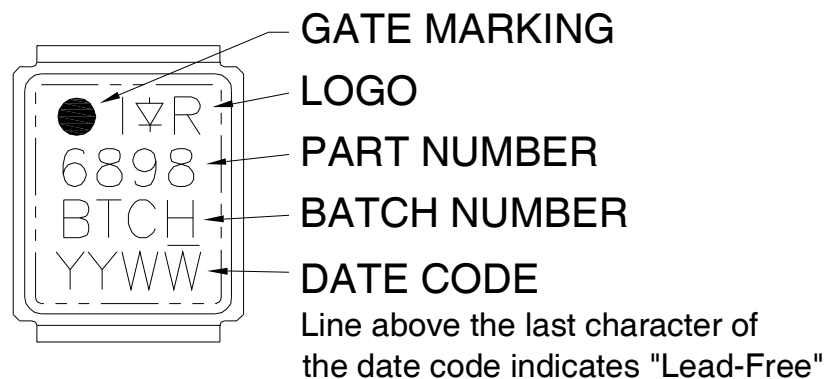 GATE MARKING
I R
LOGO
6898
PART NUMBER
BTCH
BATCH NUMBER
YYWW
DATE CODE
Line above the last character of
the date code indicates "Lead-Free"